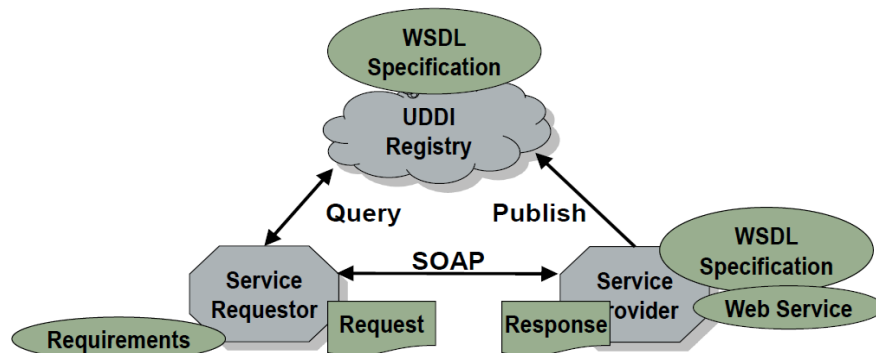 WSDL
Specification
UDDI
Registry
Query
Publish
SOAP
Service
Requestor
Requirements
Request
Response
Service
rovider
WSDL
Specification
Web Service